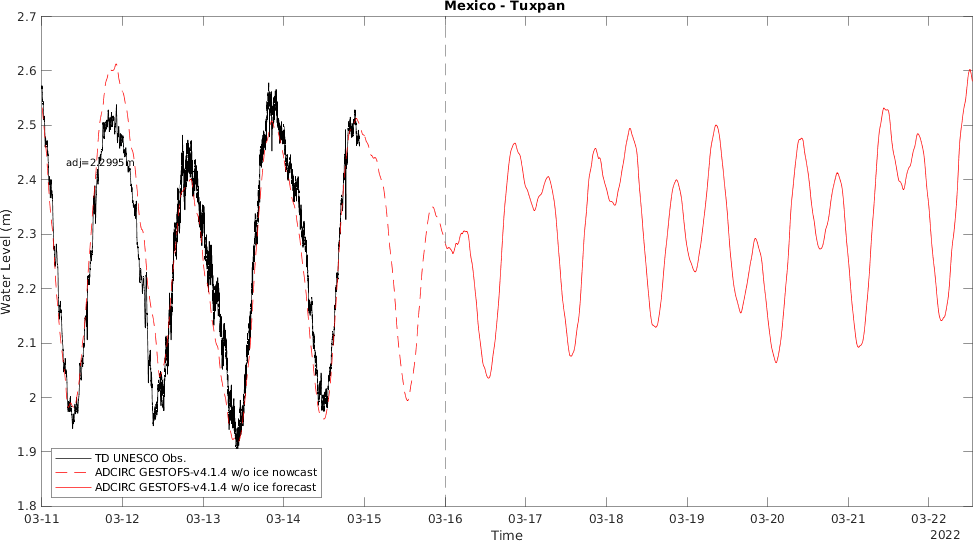 Mexico - Tuxpan
2.7
2.6
2.5
2.4
2.3
2.2
2.1
2
1.9
1.8
Water Level (m)
adj=2.2995m
TD UNESCO Obs.
ADCIRC GESTOFS-v4.1.4 w/o ice nowcast
ADCIRC GESTOFS-v4.1.4 w/o ice forecast
03-11 03-12 03-13 03-14 03-15 03-16 03-17 03-18 03-19 03-20 03-21 03-22
Time
2022